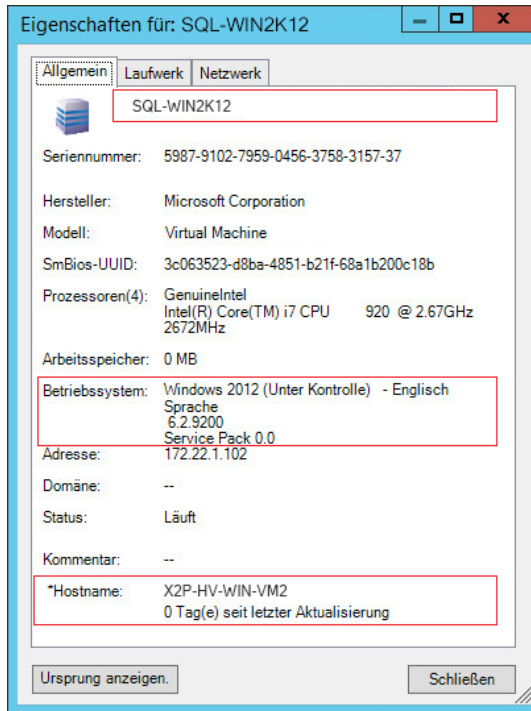 Eigenschaften für: SQL-WIN2K12
Allgemein Laufwerk Netzwerk
SQL-WIN2K12
Seriennummer: 5987-9102-7959-0456-3758-3157-37
Hersteller: Microsoft Corporation
Modell: Virtual Machine
SmBios-UUID: 3c063523-d8ba-4851-b21f-68a1b200c18b
Prozessoren(4): GenuineIntel
Intel(R) Core(TM) i7 CPU 920 @ 2.67GHz
2672MHz
Arbeitsspeicher: 0 MB
Betriebssystem: Windows 2012 (Unter Kontrolle) - Englisch
Sprache
6.2.9200
Service Pack 0.0
Adresse: 172.22.1.102
Domäne: --
Status: Läuft
Kommentar: --
*Hostname: X2P-HV-WIN-VM2
0 Tag(e) seit letzter Aktualisierung
Ursprung anzeigen. Schließen